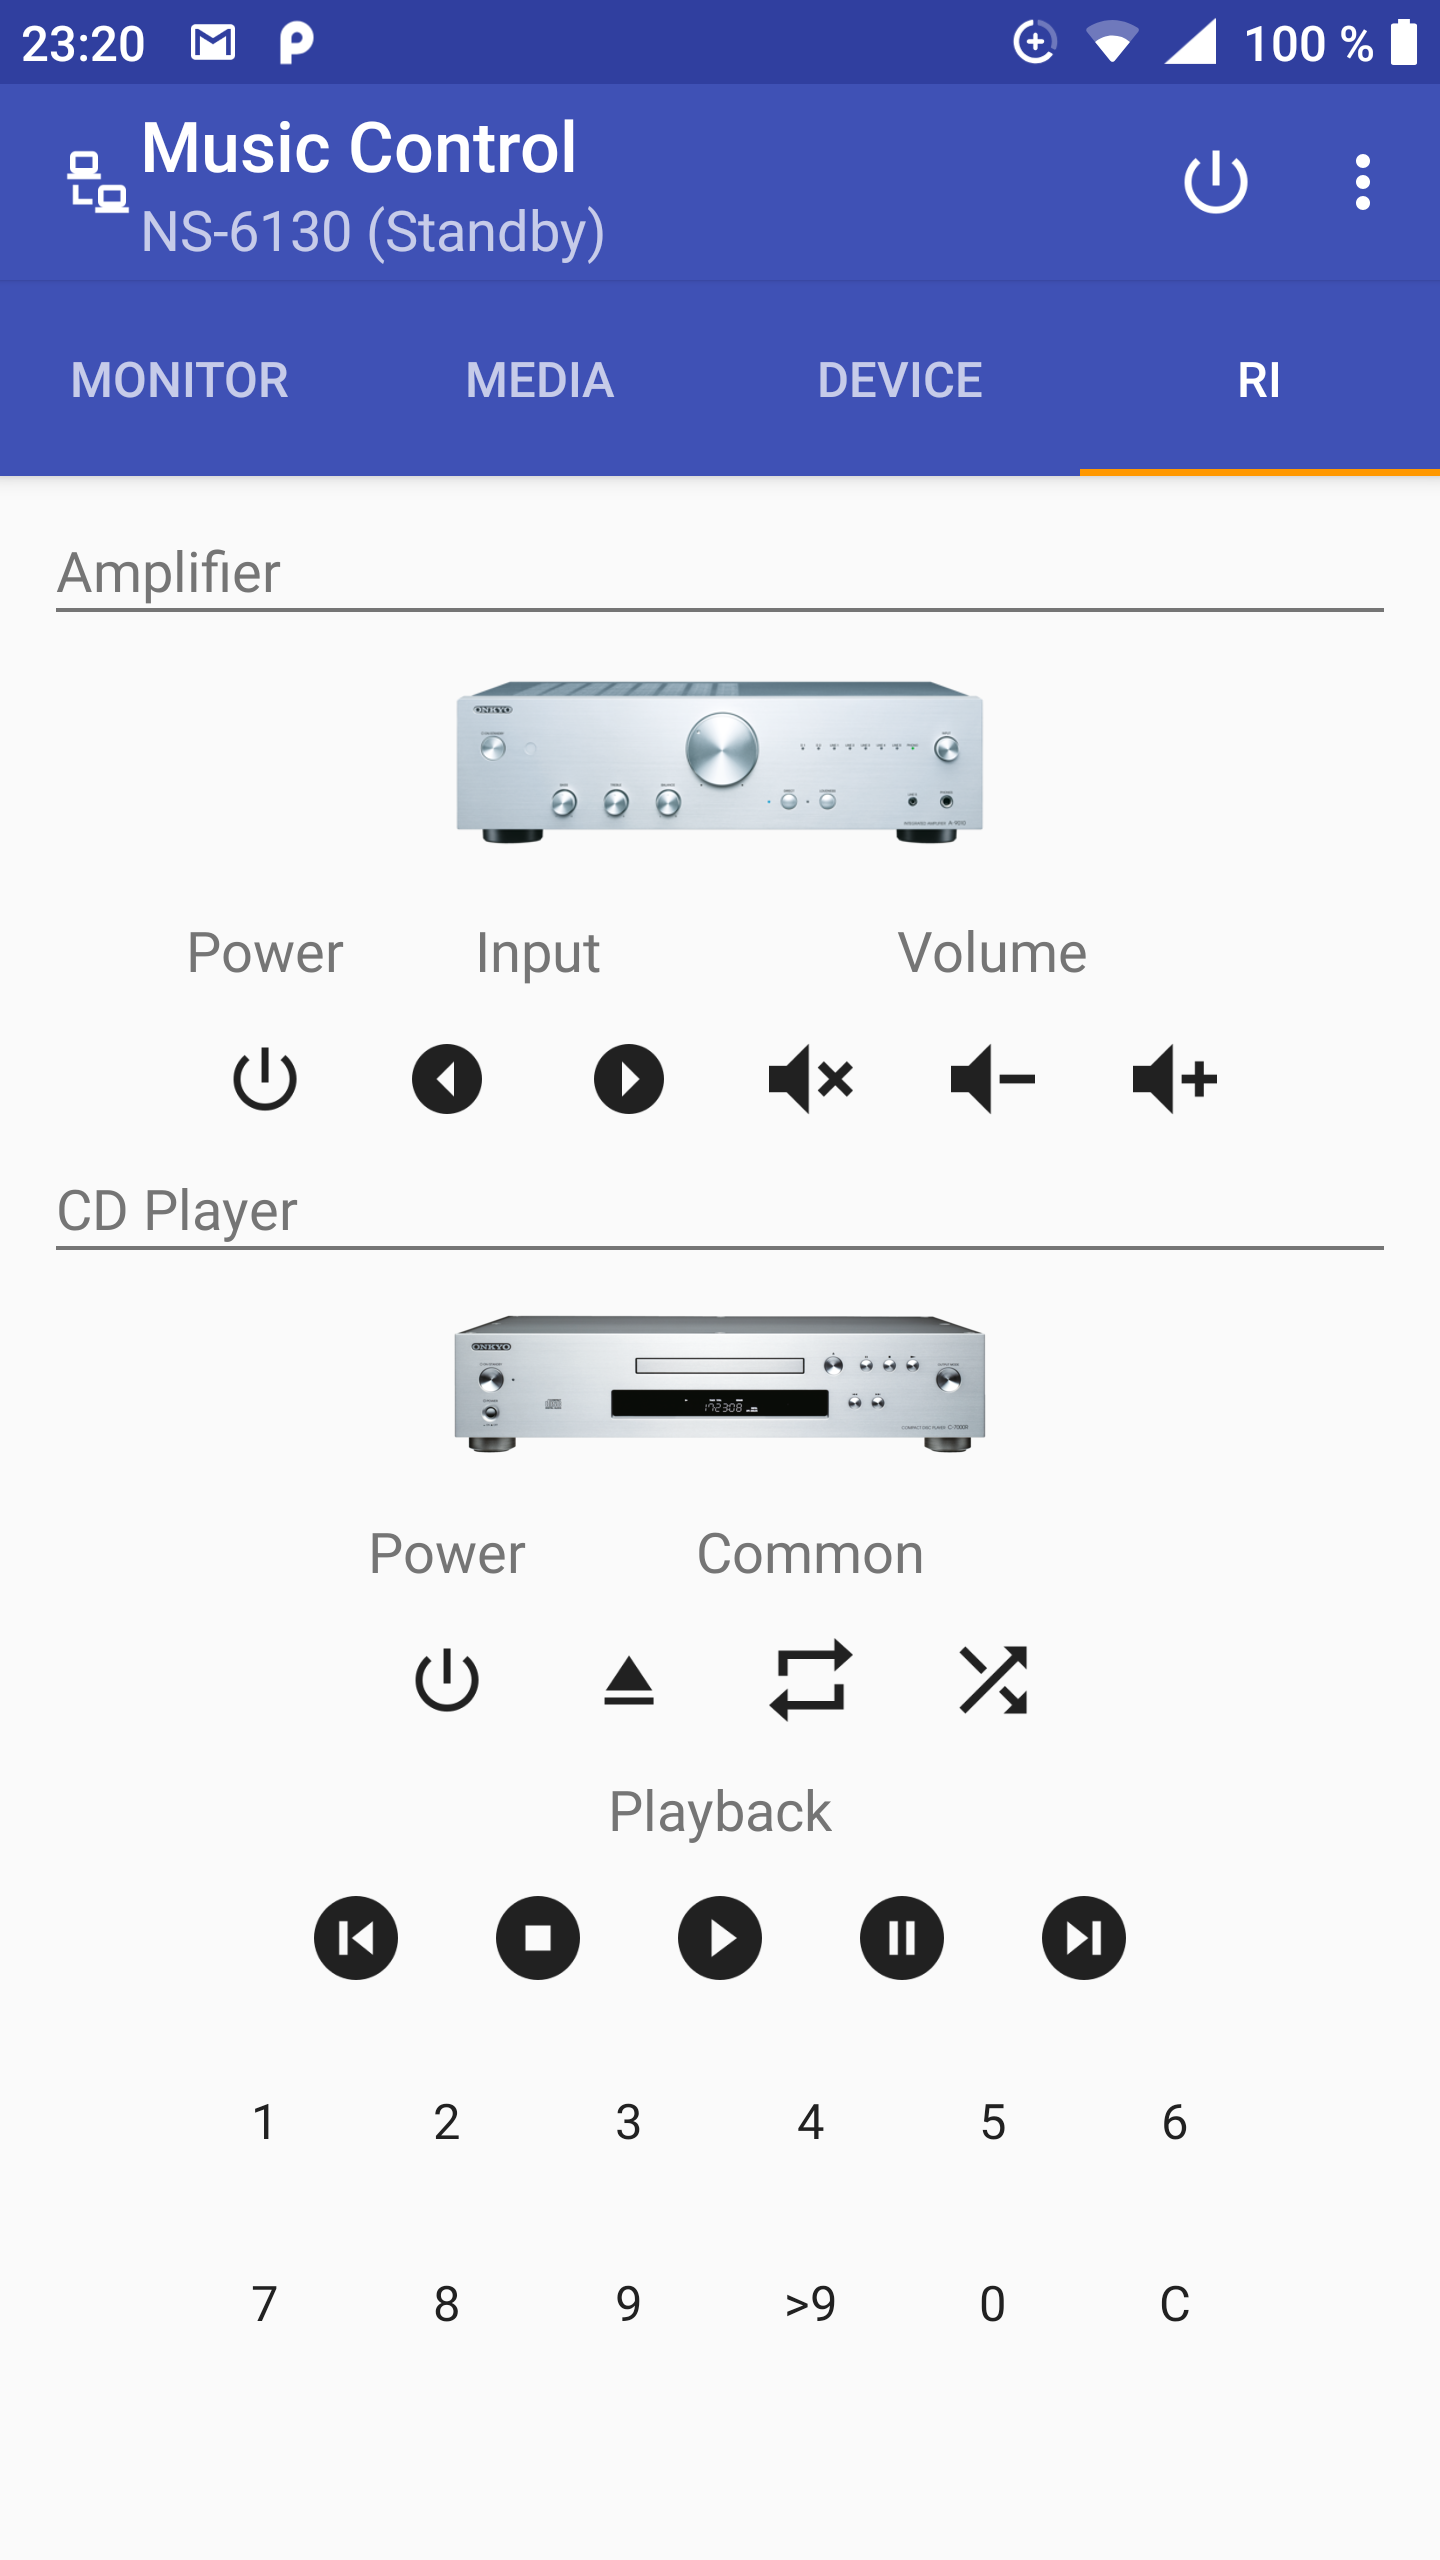 23:20 100 %
Music Control
NS-6130 (Standby)
MONITOR MEDIA DEVICE RI
Amplifier
ONKYO
Power Input Volume
CD Player
ONKYO
Power Common
Playback
1 2 3 4 5 6
7 8 9 >9 0 C